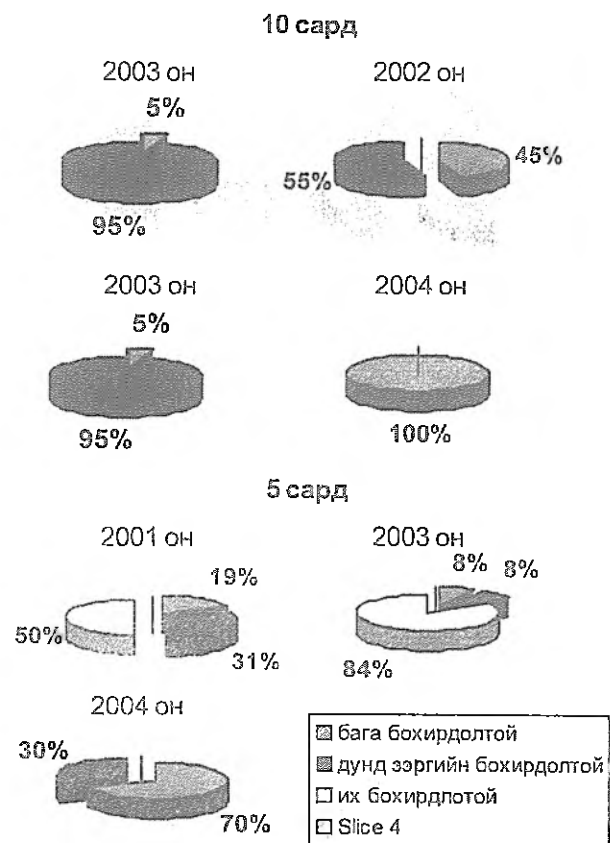 10 сард
2003 он
2002 он
5%
45%
55%
95%
2003 он
2004 он
5%
95%
100%
5 сард
2001 он
2003 он
19%
8%
8%
50%
31%
84%
2004 он
30%
70%
бага бохирдолтой
дунд зэргийн бохирдолтой
их бохирдлотой
Slice 4